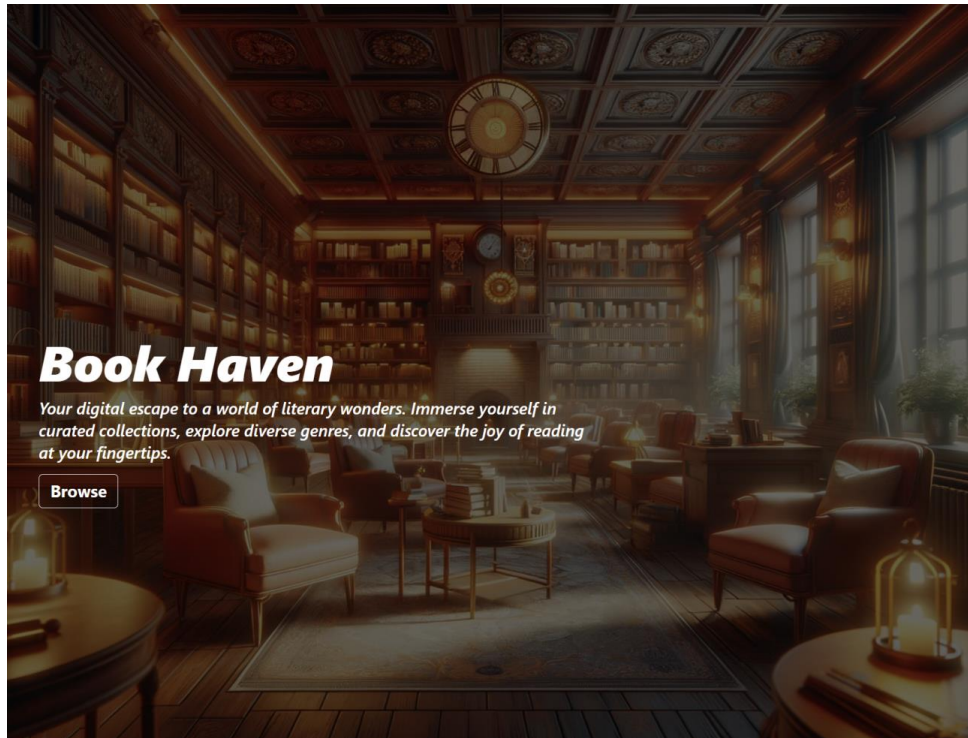 Book Haven
Your digital escape to a world of literary wonders. Immerse yourself in
curated collections, explore diverse genres, and discover the joy of reading
at your fingertips.
Browse